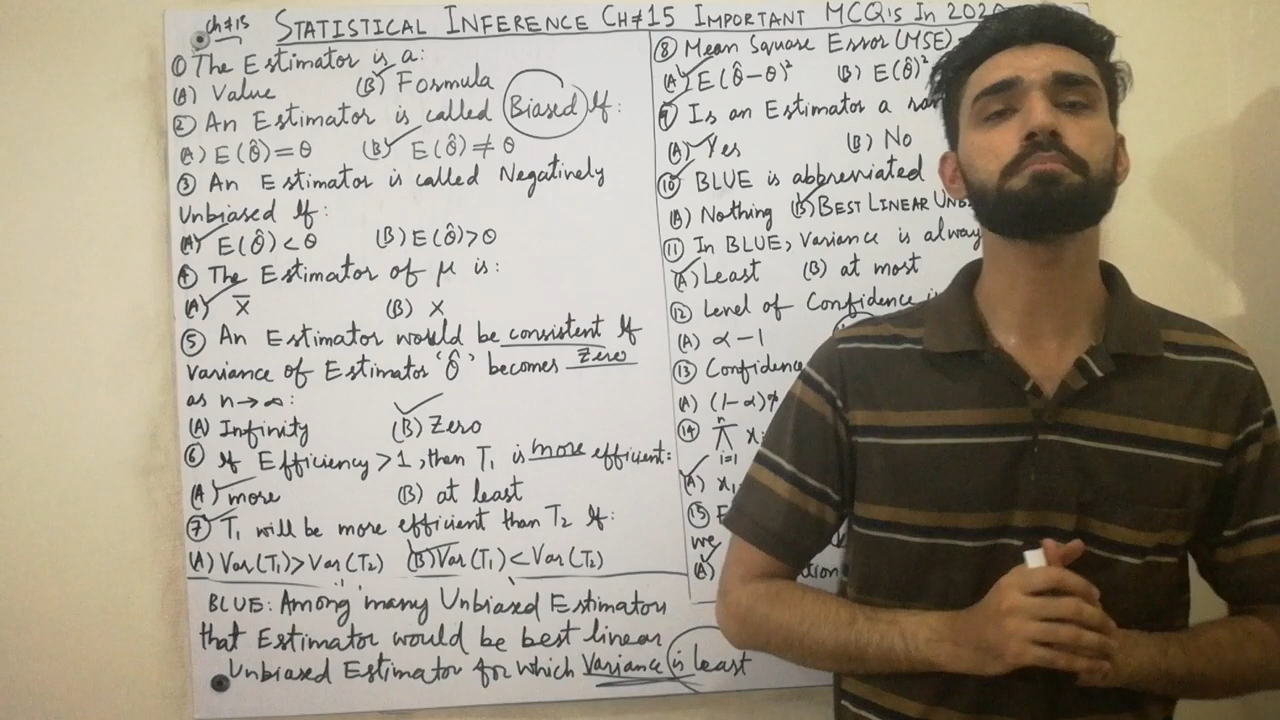 Ch # 15
STATISTICAL INFERENCE CH # 15 IMPORTANT MCQ's In 2020
① The Estimator is a:
(A) Value (B) Formula
② An Estimator is called Biased If:
(A) E(θ̂) = θ (B) E(θ̂) ≠ θ
③ An Estimator is called Negatively
Unbiased If:
(A) E(θ̂) < θ (B) E(θ̂) > θ
④ The Estimator of μ is:
(A) x̄ (B) X
⑤ An Estimator would be consistent If
variance of Estimator 'θ̂' becomes Zero
as n → ∞:
(A) Infinity (B) Zero
⑥ If Efficiency > 1, then T₁ is more efficient:
(A) more (B) at least
⑦ T₁ will be more efficient than T₂ If:
(A) Var(T₁) > Var(T₂) (B) Var(T₁) < Var(T₂)
BLUE: Among many Unbiased Estimators
that Estimator would be best linear
Unbiased Estimator for which Variance is least
⑧ Mean Square Error (MSE)
(A) E(θ̂ - θ)² (B) E(θ̂)²
⑨ Is an Estimator a
(A) Yes (B) No
⑩ BLUE is abbreviated
(A) Nothing (B) BEST LINEAR
⑪ In BLUE, Variance is always
(A) Least (B) at most
⑫ Level of Confidence
(A) α - 1
⑬ Confidence
(A) (1-α)%
⑭ n π i=1 x
(A) x₁
⑮
we
(A)